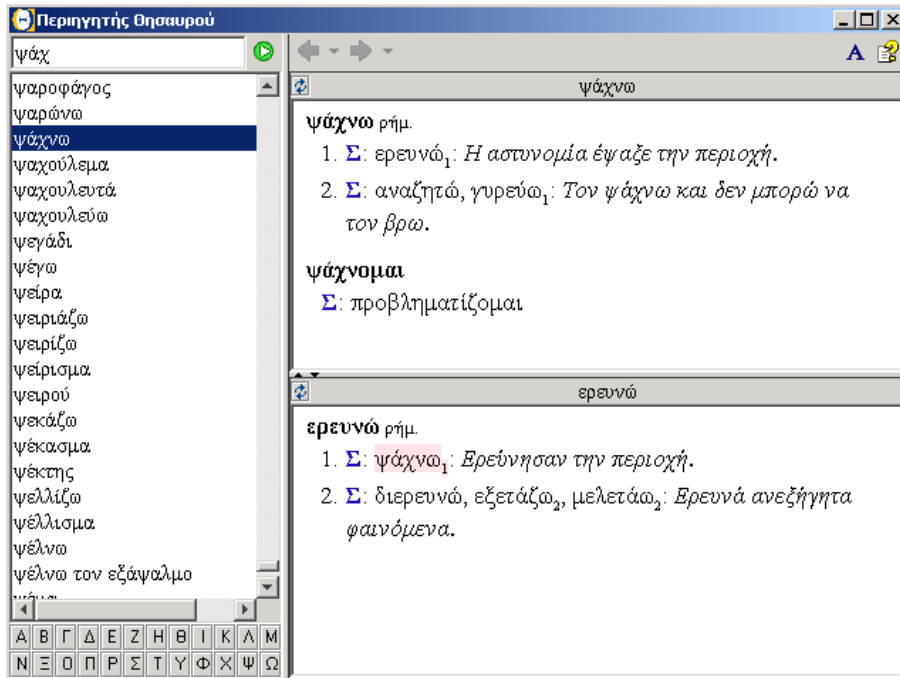 Περιηγητής Θησαυρού
ψάχ
ψαροφάγος
ψαρώνω
ψάχνω
ψαχούλεμα
ψαχουλευτά
ψαχουλεύω
ψεγάδι
ψέγω
ψείρα
ψειριάζω
ψειρίζω
ψείρισμα
ψειρού
ψεκάζω
ψέκασμα
ψέκτης
ψελλίζω
ψέλλισμα
ψέλνω
ψέλνω τον εξάψαλμο
Α Β Γ Δ Ε Ζ Η Θ Ι Κ Λ Μ
Ν Ξ Ο Π Ρ Σ Τ Υ Φ Χ Ψ Ω
A
ψάχνω
ψάχνω ρήμ.
1. Σ: ερευνώ₁: Η αστυνομία έψαξε την περιοχή.
2. Σ: αναζητώ, γυρεύω₁: Τον ψάχνω και δεν μπορώ να
τον βρω.
ψάχνομαι
Σ: προβληματίζομαι
ερευνώ
ερευνώ ρήμ.
1. Σ: ψάχνω₁: Ερεύνησαν την περιοχή.
2. Σ: διερευνώ, εξετάζω₂, μελετάω₂: Ερευνά ανεξήγητα
φαινόμενα.